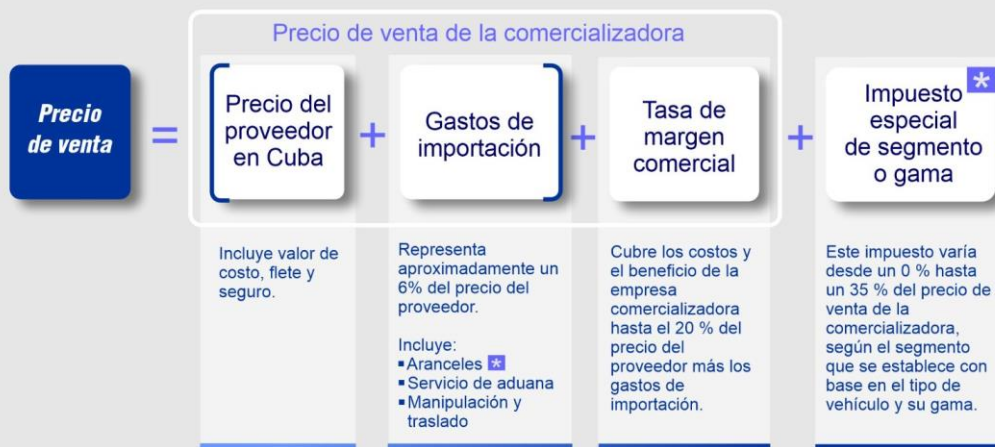 Precio de venta de la comercializadora
Precio
de venta
=
Precio del
proveedor
en Cuba
+
Gastos de
importación
+
Tasa de
margen
comercial
+
Impuesto *
especial
de segmento
o gama
Incluye valor de
costo, flete y
seguro.
Representa
aproximadamente un
6% del precio del
proveedor.
Incluye:
▪Aranceles *
▪Servicio de aduana
▪Manipulación y
traslado
Cubre los costos y
el beneficio de la
empresa
comercializadora
hasta el 20 % del
precio del
proveedor más los
gastos de
importación.
Este impuesto varía
desde un 0 % hasta
un 35 % del precio de
venta de la
comercializadora,
según el segmento
que se establece con
base en el tipo de
vehículo y su gama.